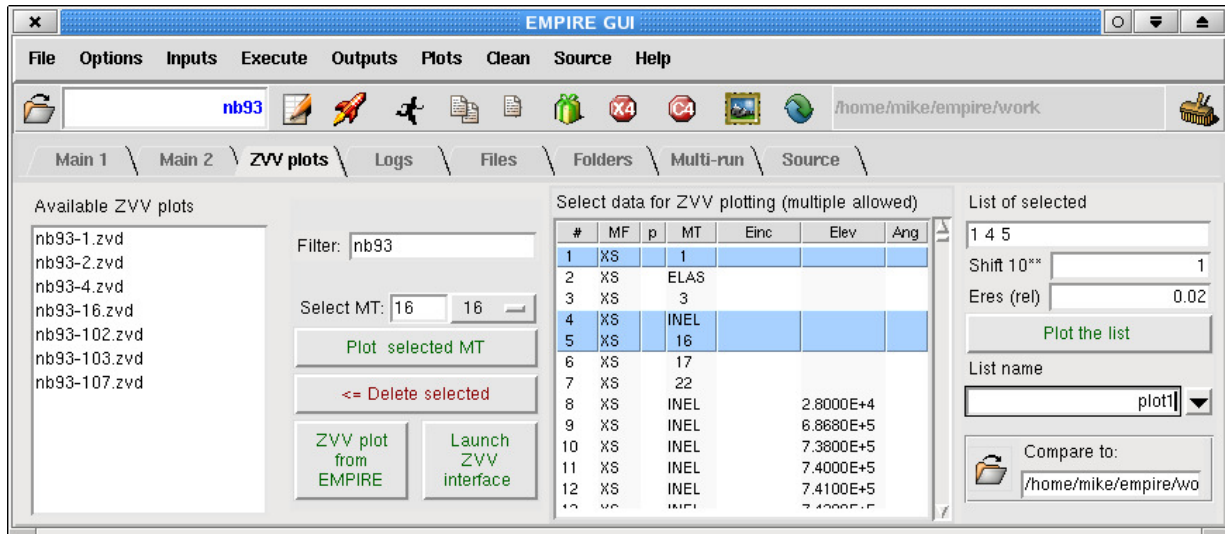 EMPIRE GUI
File Options Inputs Execute Outputs Plots Clean Source Help
nb93 X4 C4 /home/mike/empire/work
Main 1 Main 2 ZVV plots Logs Files Folders Multi-run Source
Available ZVV plots
nb93-1.zvd
nb93-2.zvd
nb93-4.zvd
nb93-16.zvd
nb93-102.zvd
nb93-103.zvd
nb93-107.zvd
Filter: nb93
Select MT: 16 16
Plot selected MT
<= Delete selected
ZVV plot
from
EMPIRE
Launch
ZVV
interface
Select data for ZVV plotting (multiple allowed)
# MF p MT Einc Elev Ang
1 XS 1
2 XS ELAS
3 XS 3
4 XS INEL
5 XS 16
6 XS 17
7 XS 22
8 XS INEL 2.8000E+4
9 XS INEL 6.8680E+5
10 XS INEL 7.3800E+5
11 XS INEL 7.4000E+5
12 XS INEL 7.4100E+5
List of selected
1 4 5
Shift 10** 1
Eres (rel) 0.02
Plot the list
List name
plot1
Compare to:
/home/mike/empire/wo